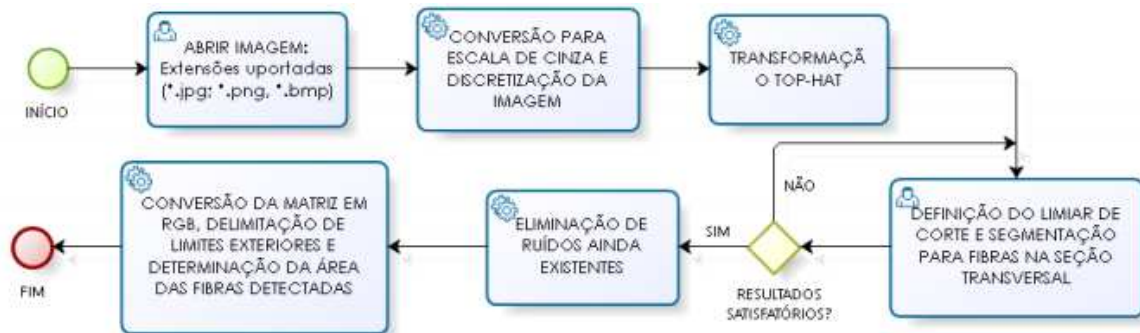 INÍCIO
ABRIR IMAGEM:
Extensões uportadas
(*.jpg; *.png, *.bmp)
CONVERSÃO PARA
ESCALA DE CINZA E
DISCRETIZAÇÃO DA
IMAGEM
TRANSFORMAÇÃ
O TOP-HAT
DEFINIÇÃO DO LIMIAR DE
CORTE E SEGMENTAÇÃO
PARA FIBRAS NA SEÇÃO
TRANSVERSAL
RESULTADOS
SATISFATÓRIOS?
NÃO
SIM
ELIMINAÇÃO DE
RUÍDOS AINDA
EXISTENTES
CONVERSÃO DA MATRIZ EM
RGB, DELIMITAÇÃO DE
LIMITES EXTERIORES E
DETERMINAÇÃO DA ÁREA
DAS FIBRAS DETECTADAS
FIM